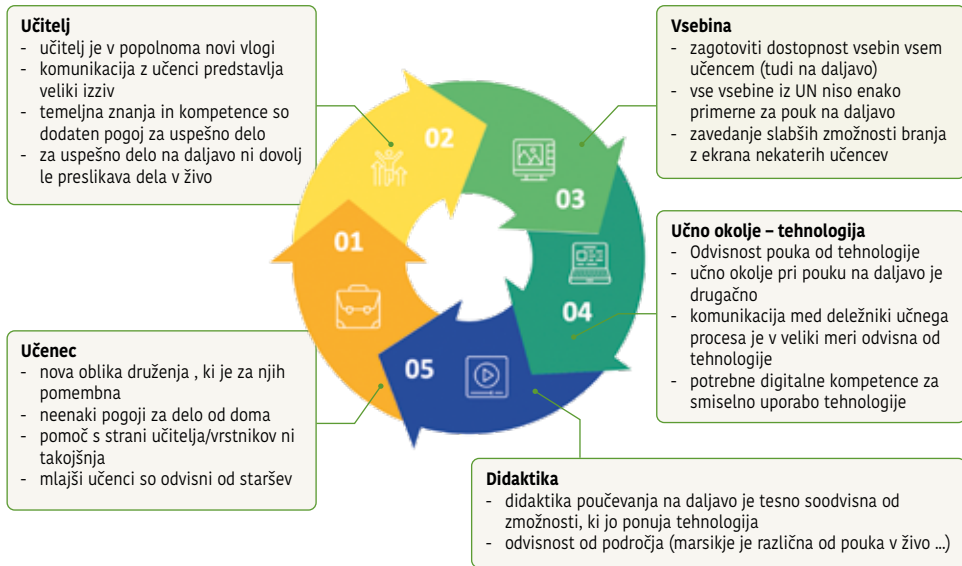 Učitelj
- učitelj je v popolnoma novi vlogi
- komunikacija z učenci predstavlja
veliki izziv
- temeljna znanja in kompetence so
dodaten pogoj za uspešno delo
- za uspešno delo na daljavo ni dovolj
le preslikava dela v živo
Vsebina
- zagotoviti dostopnost vsebin vsem
učencem (tudi na daljavo)
- vse vsebine iz UN niso enako
primerne za pouk na daljavo
- zavedanje slabših zmožnosti branja
z ekrana nekaterih učencev
02
03
01
04
05
Učno okolje – tehnologija
- Odvisnost pouka od tehnologije
- učno okolje pri pouku na daljavo je
drugačno
- komunikacija med deležniki učnega
procesa je v veliki meri odvisna od
tehnologije
- potrebne digitalne kompetence za
smiselno uporabo tehnologije
Učenec
- nova oblika druženja , ki je za njih
pomembna
- neenaki pogoji za delo od doma
- pomoč s strani učitelja/vrstnikov ni
takojšnja
- mlajši učenci so odvisni od staršev
Didaktika
- didaktika poučevanja na daljavo je tesno soodvisna od
zmožnosti, ki jo ponuja tehnologija
- odvisnost od področja (marsikje je različna od pouka v živo …)